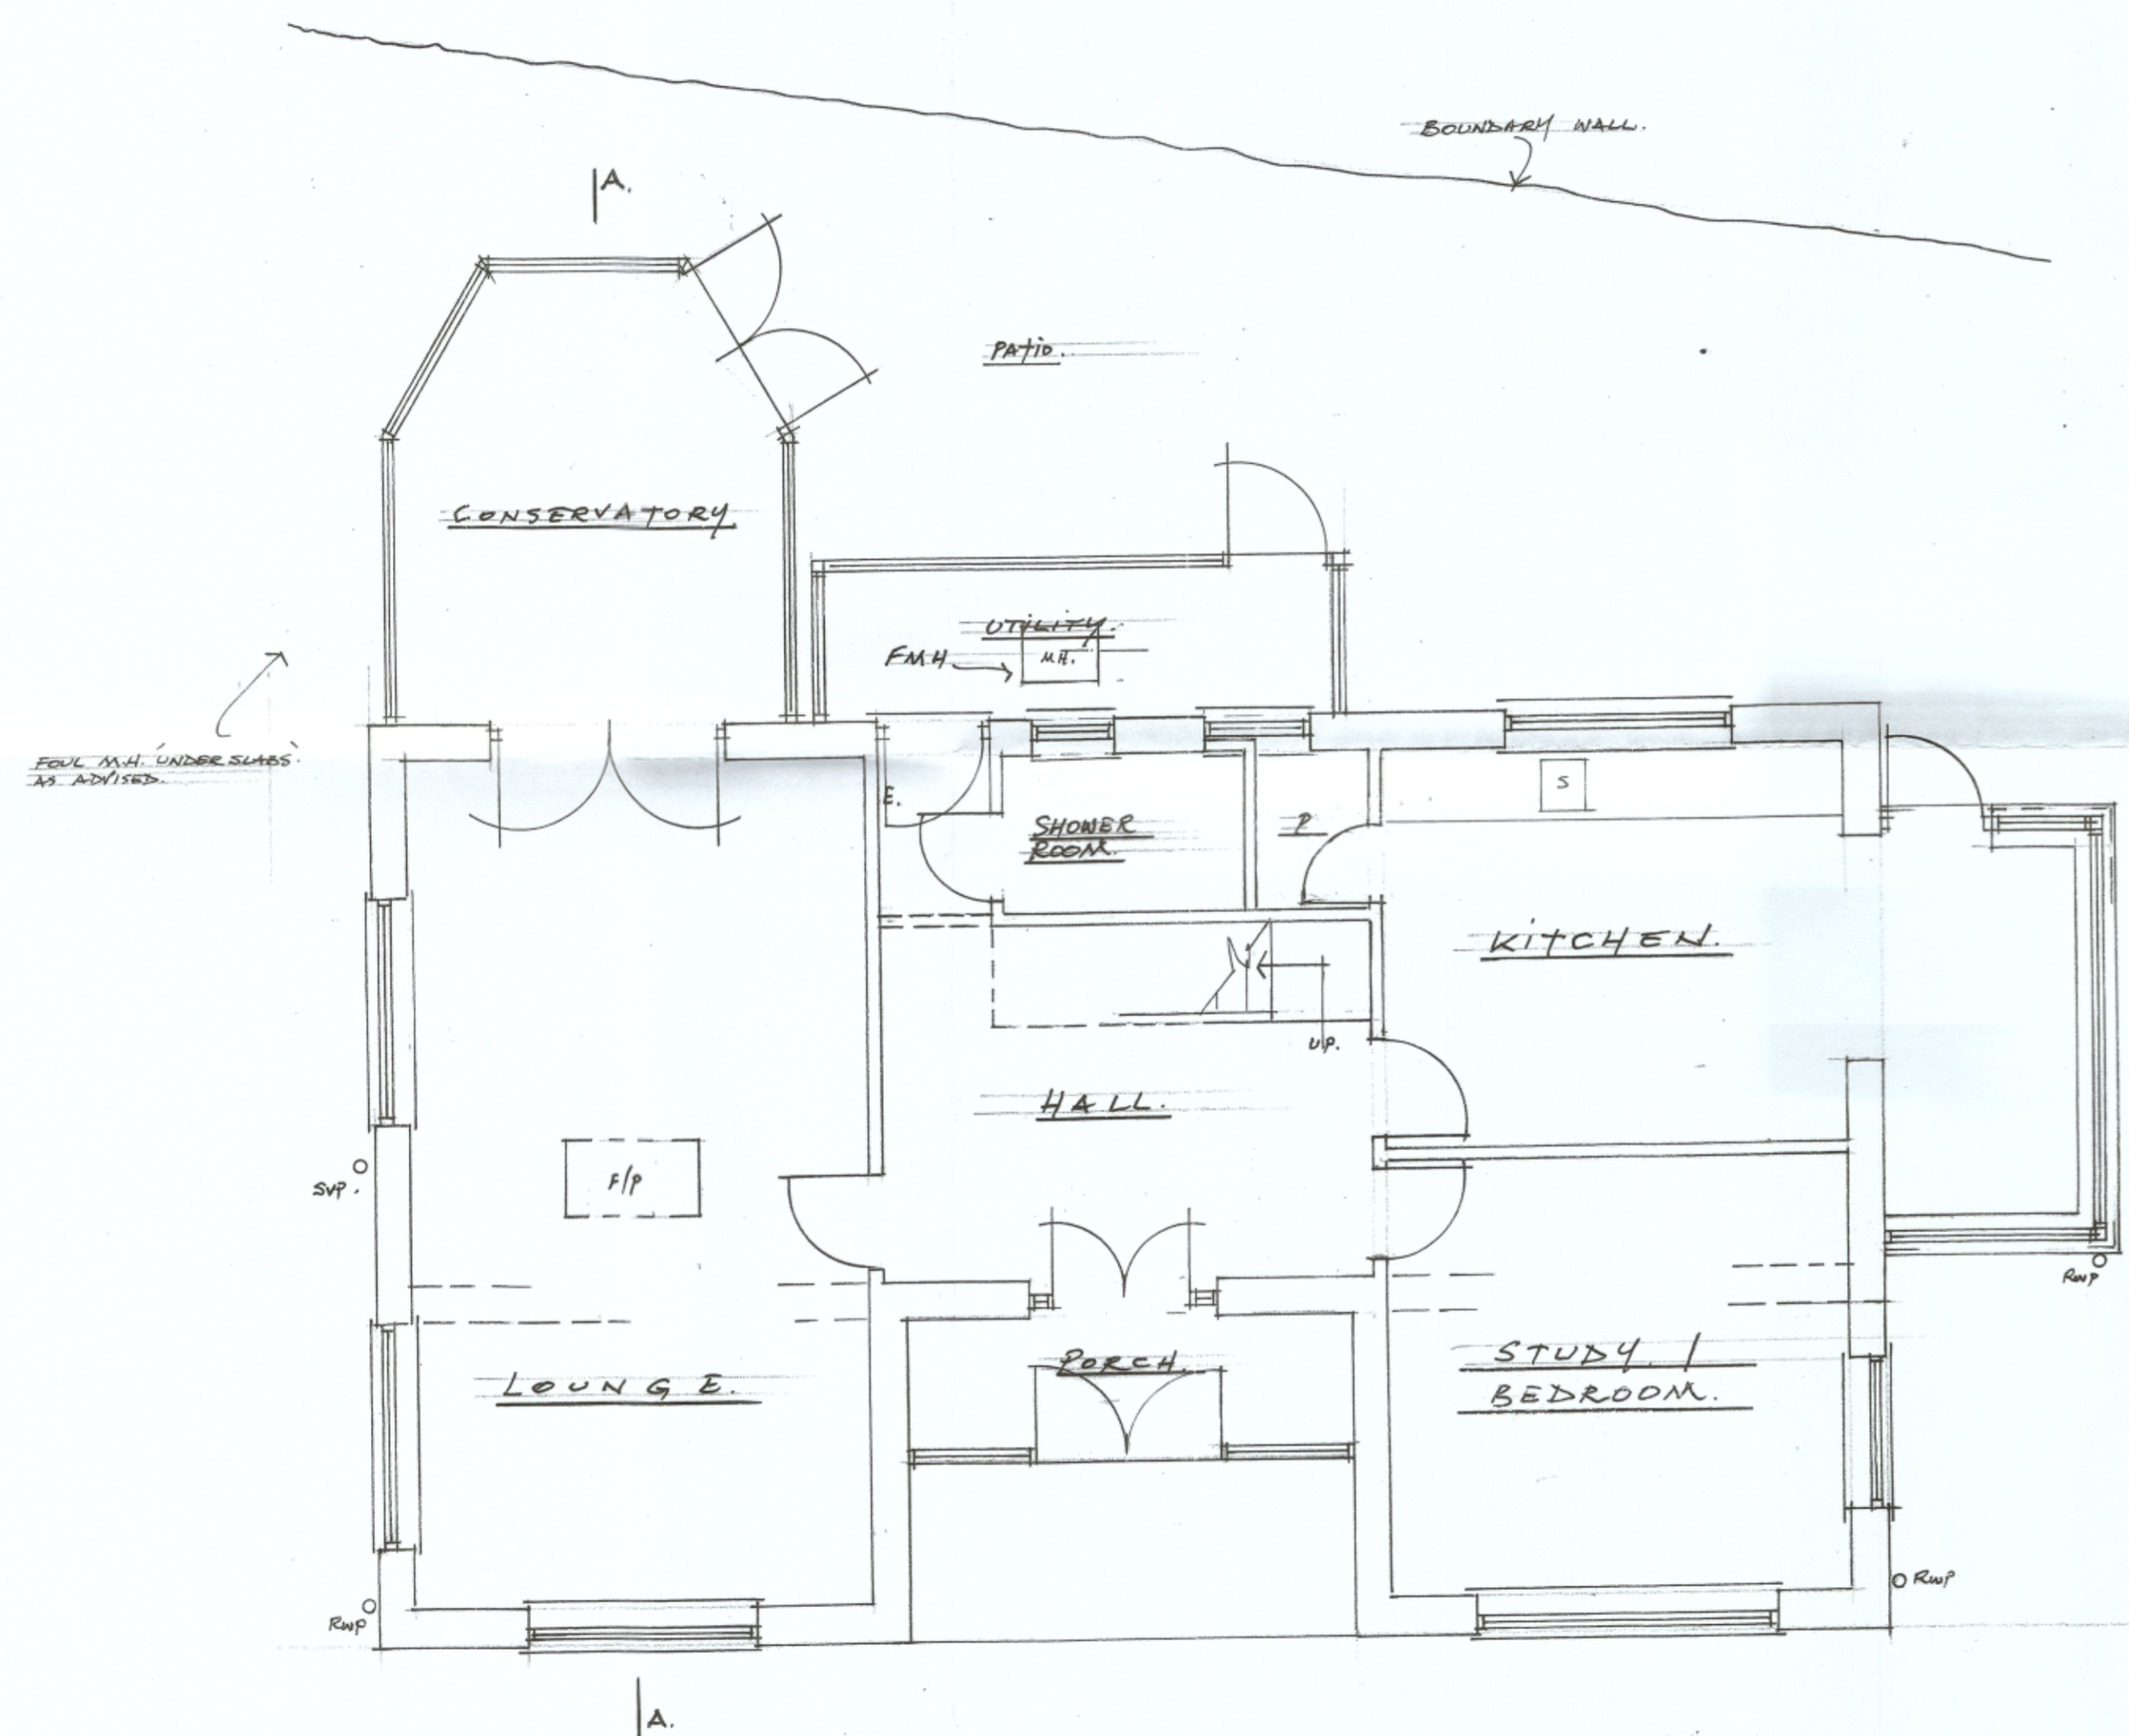 BOUNDARY WALL.
A.
PATIO.
CONSERVATORY
UTILITY.
FMH
M.H.
FOUL M.H. 'UNDER SLABS'
AS ADVISED.
E.
SHOWER
ROOM.
P
S
KITCHEN.
UP.
HALL.
SVP.
F/P
RWP
PORCH.
LOUNGE.
STUDY /
BEDROOM.
RWP
RWP
A.